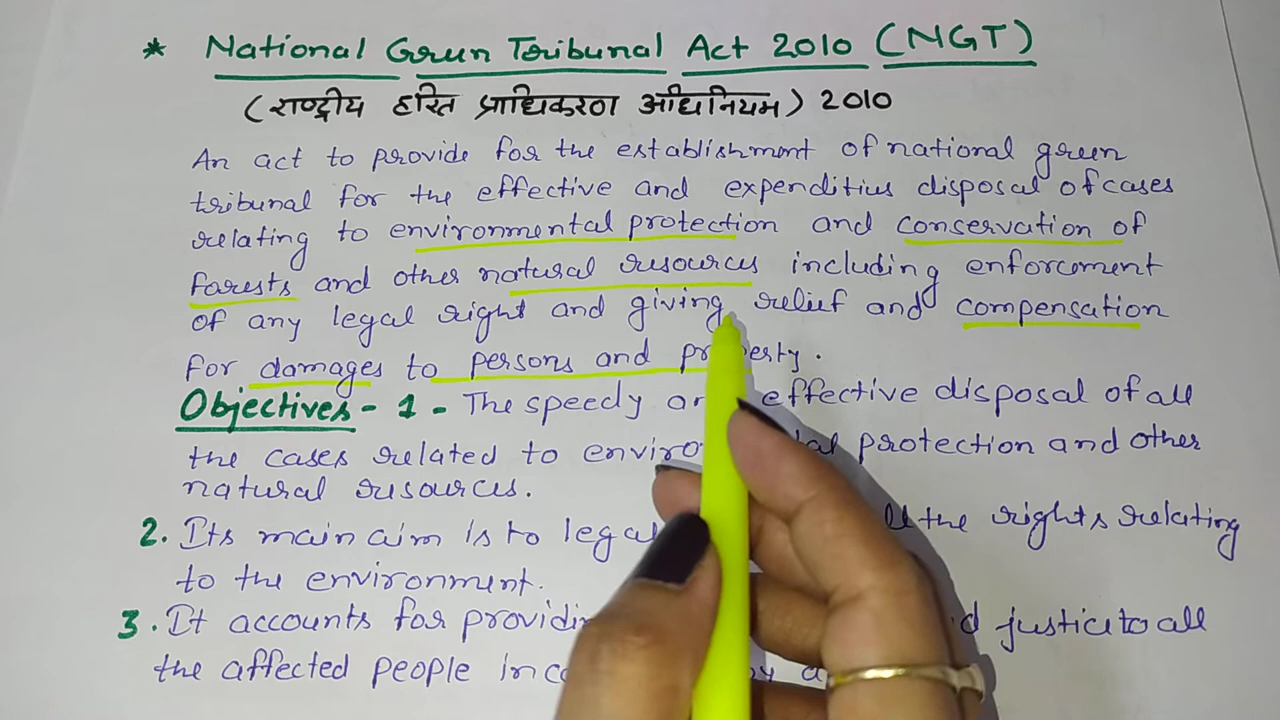 * National Green Tribunal Act 2010 (NGT)
(राष्ट्रीय हरित प्राधिकरण अधिनियम) 2010
An act to provide for the establishment of national green
tribunal for the effective and expenditius disposal of cases
relating to environmental protection and conservation of
farests and other natural resources including enforcement
of any legal right and giving relief and compensation
for damages to persons and property.
Objectives - 1 - The speedy effective disposal of all
the cases related to protection and other
natural resources.
2. Its main aim is to the rights relating
to the environment.
3. It accounts for justice to all
the affected people in